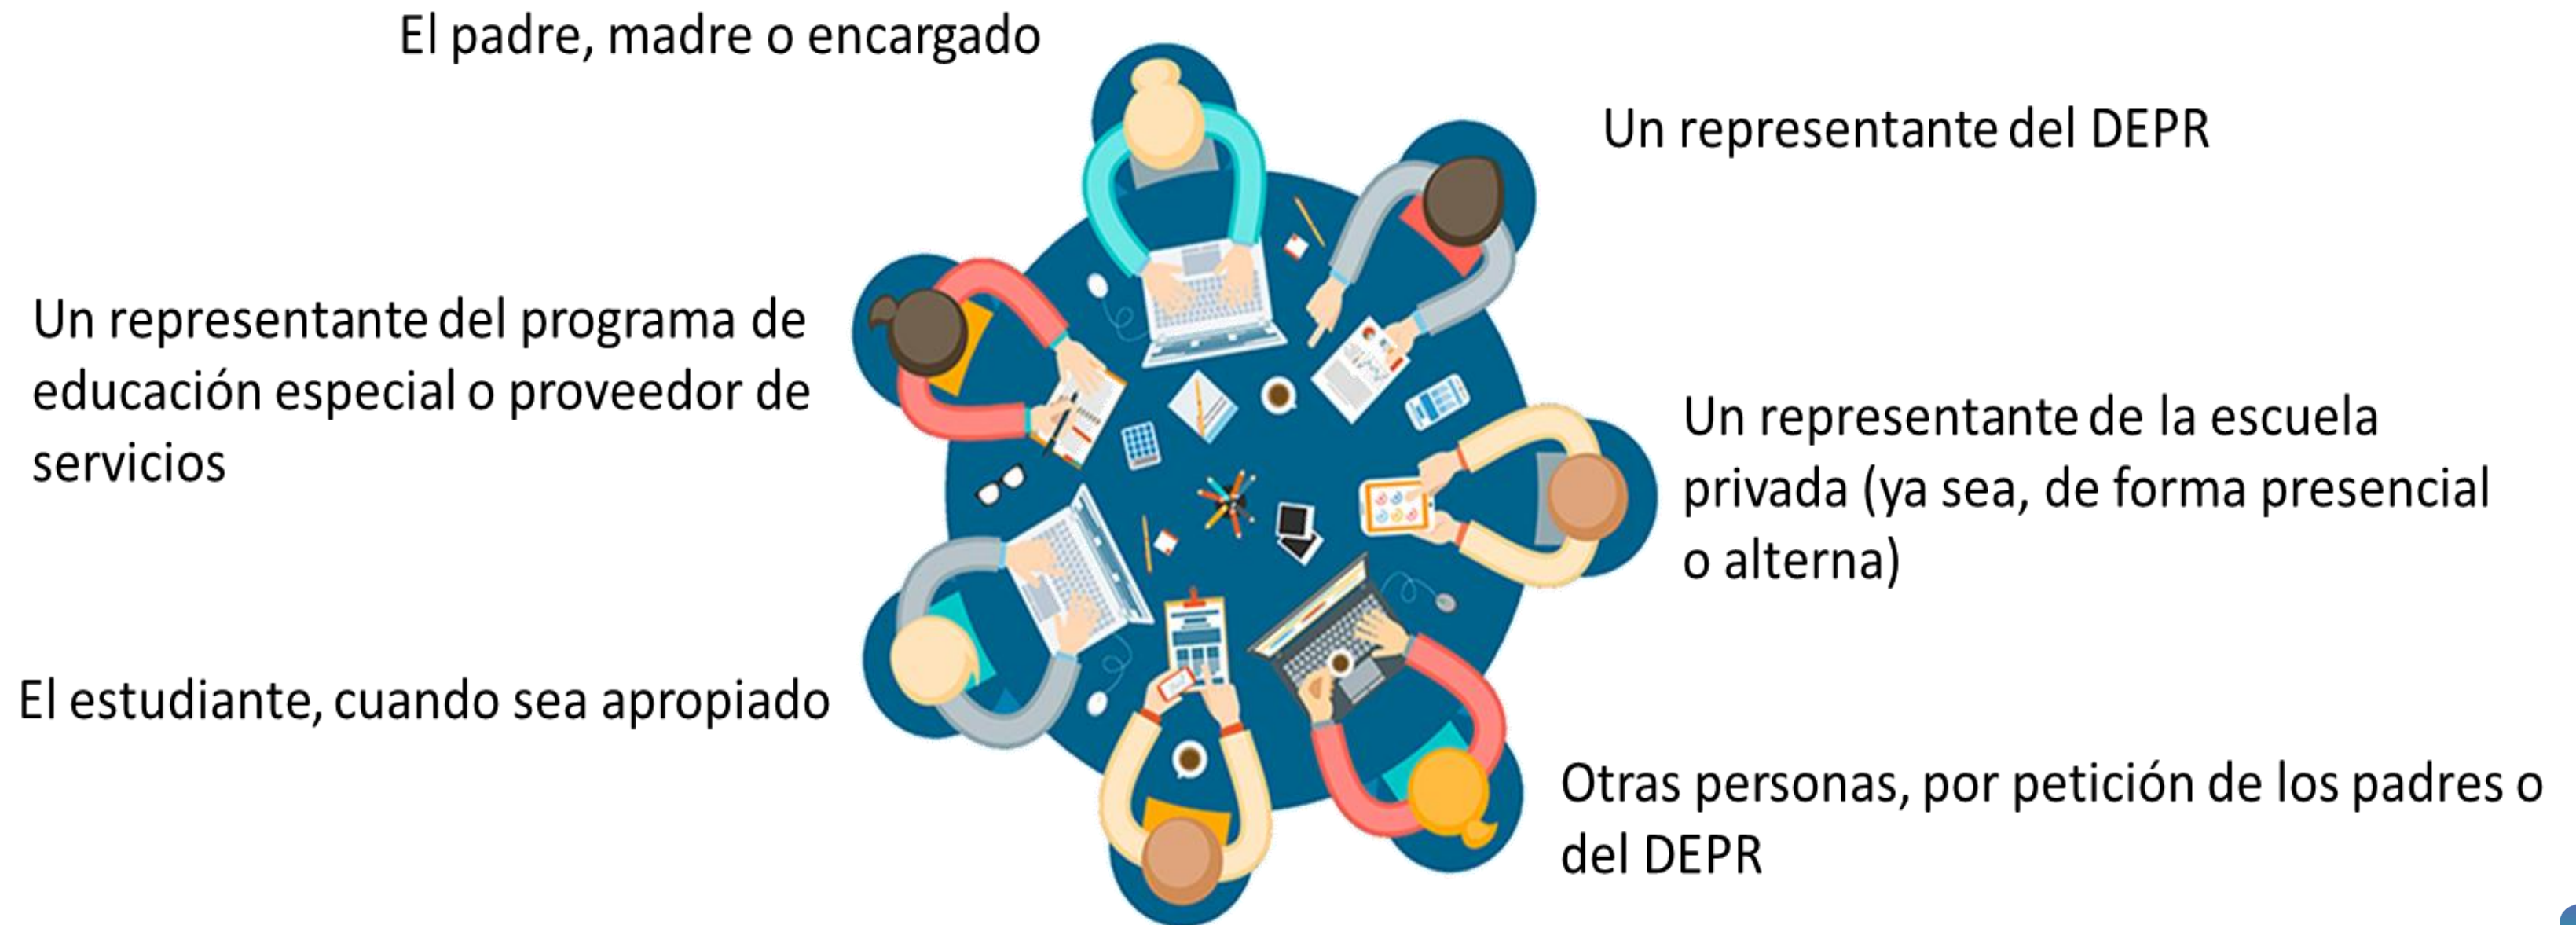 El padre, madre o encargado
Un representante del DEPR
Un representante del programa de
educación especial o proveedor de
servicios
Un representante de la escuela
privada (ya sea, de forma presencial
o alterna)
El estudiante, cuando sea apropiado
Otras personas, por petición de los padres o
del DEPR